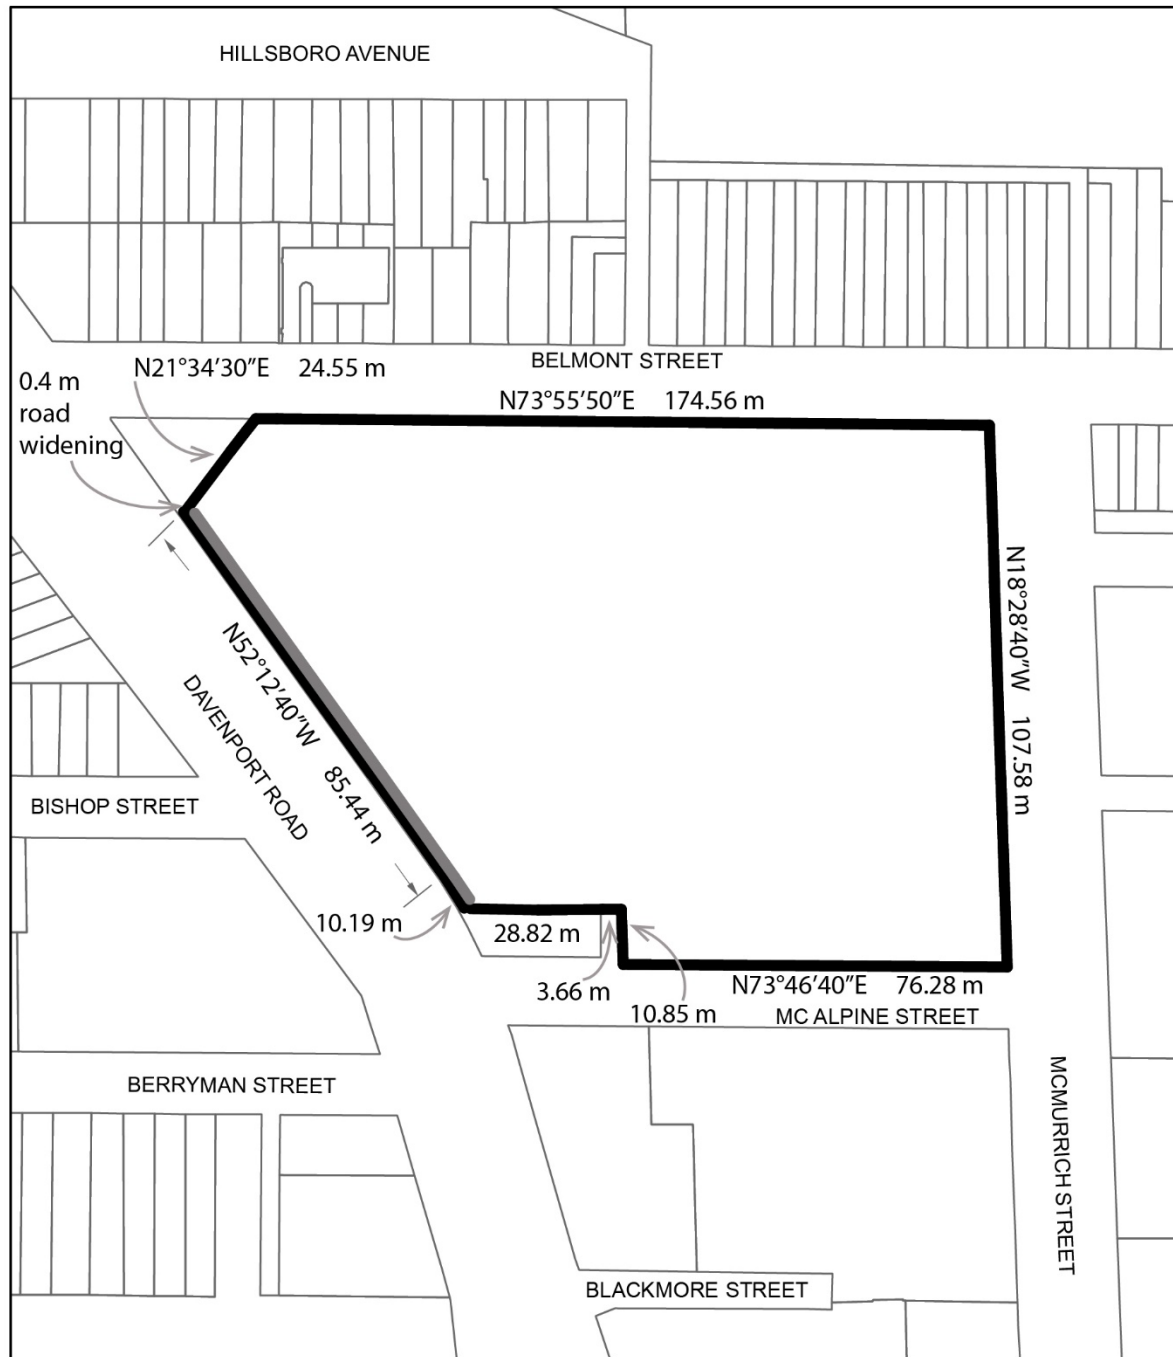 HILLSBORO AVENUE
BELMONT STREET
N21°34’30”E 24.55 m
0.4 m
road
widening
N73°55’50”E 174.56 m
N18°28’40”W 107.58 m
N52°12’40”W 85.44 m
DAVENPORT ROAD
BISHOP STREET
10.19 m
28.82 m
3.66 m
10.85 m
N73°46’40”E 76.28 m
MC ALPINE STREET
BERRYMAN STREET
MCMURRICH STREET
BLACKMORE STREET